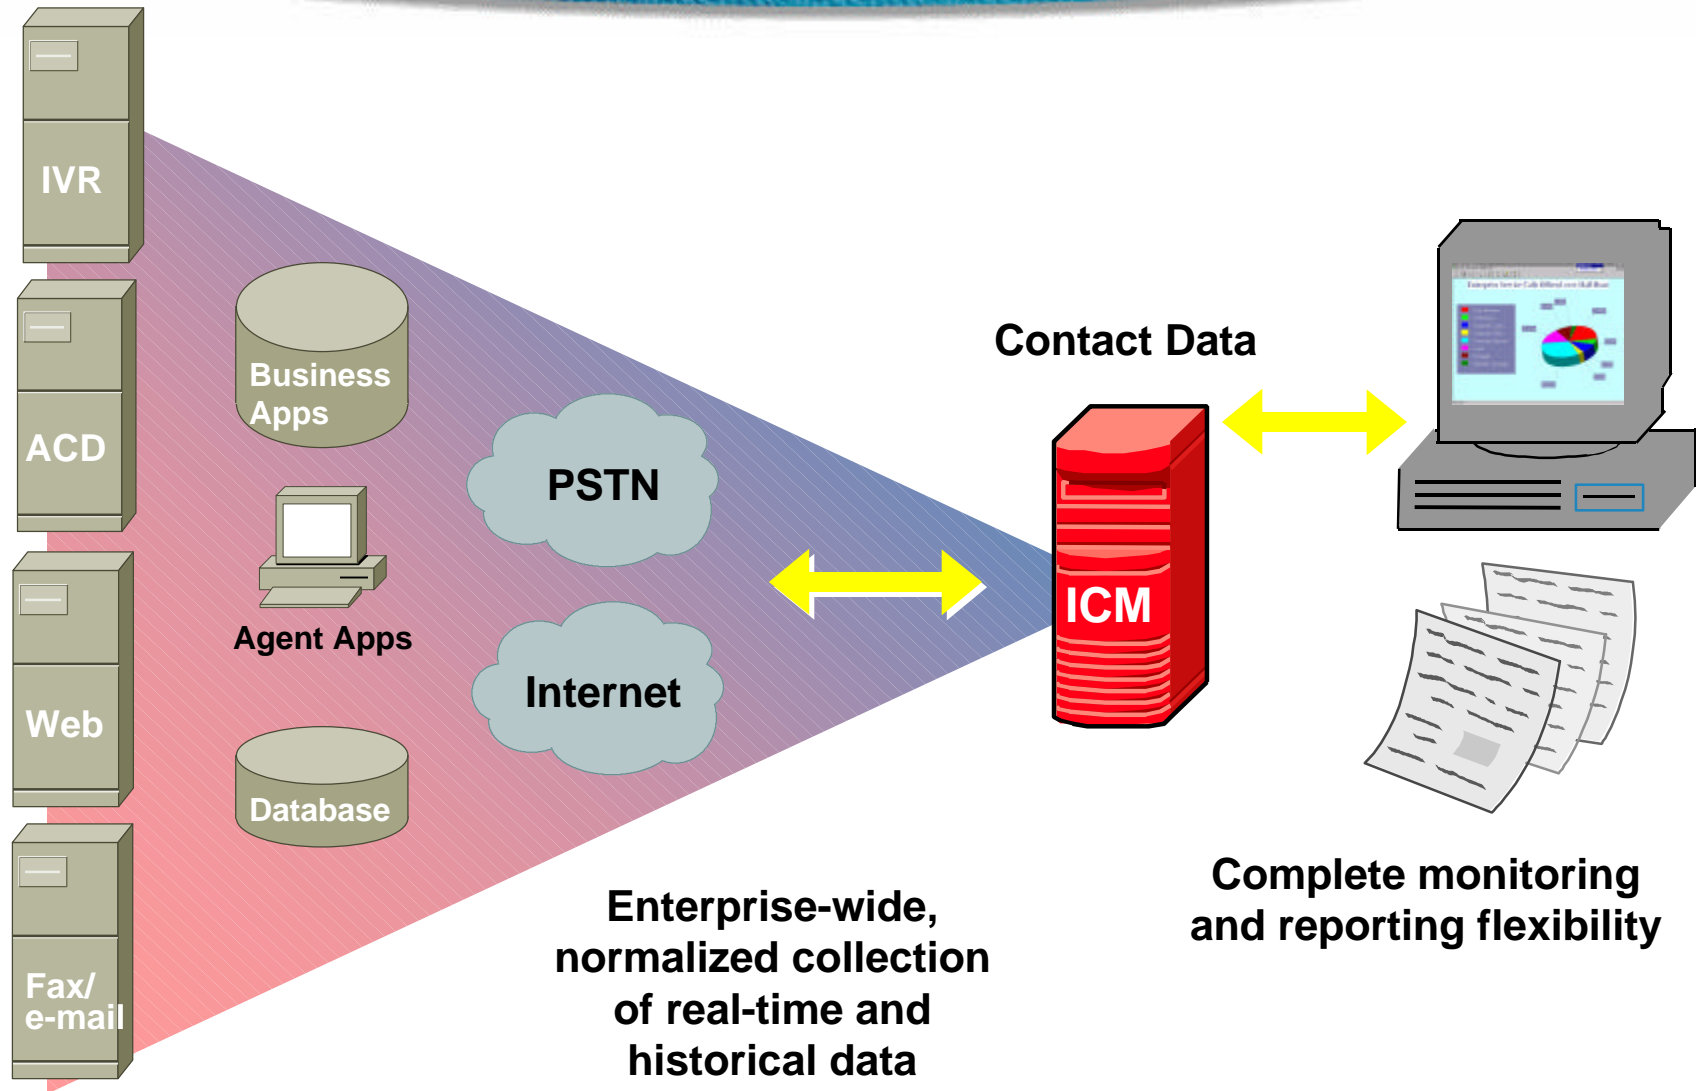 IVR
ACD
Web
Fax/
e-mail
Business
Apps
Agent Apps
Database
PSTN
Internet
Contact Data
ICM
Enterprise-wide,
normalized collection
of real-time and
historical data
Complete monitoring
and reporting flexibility